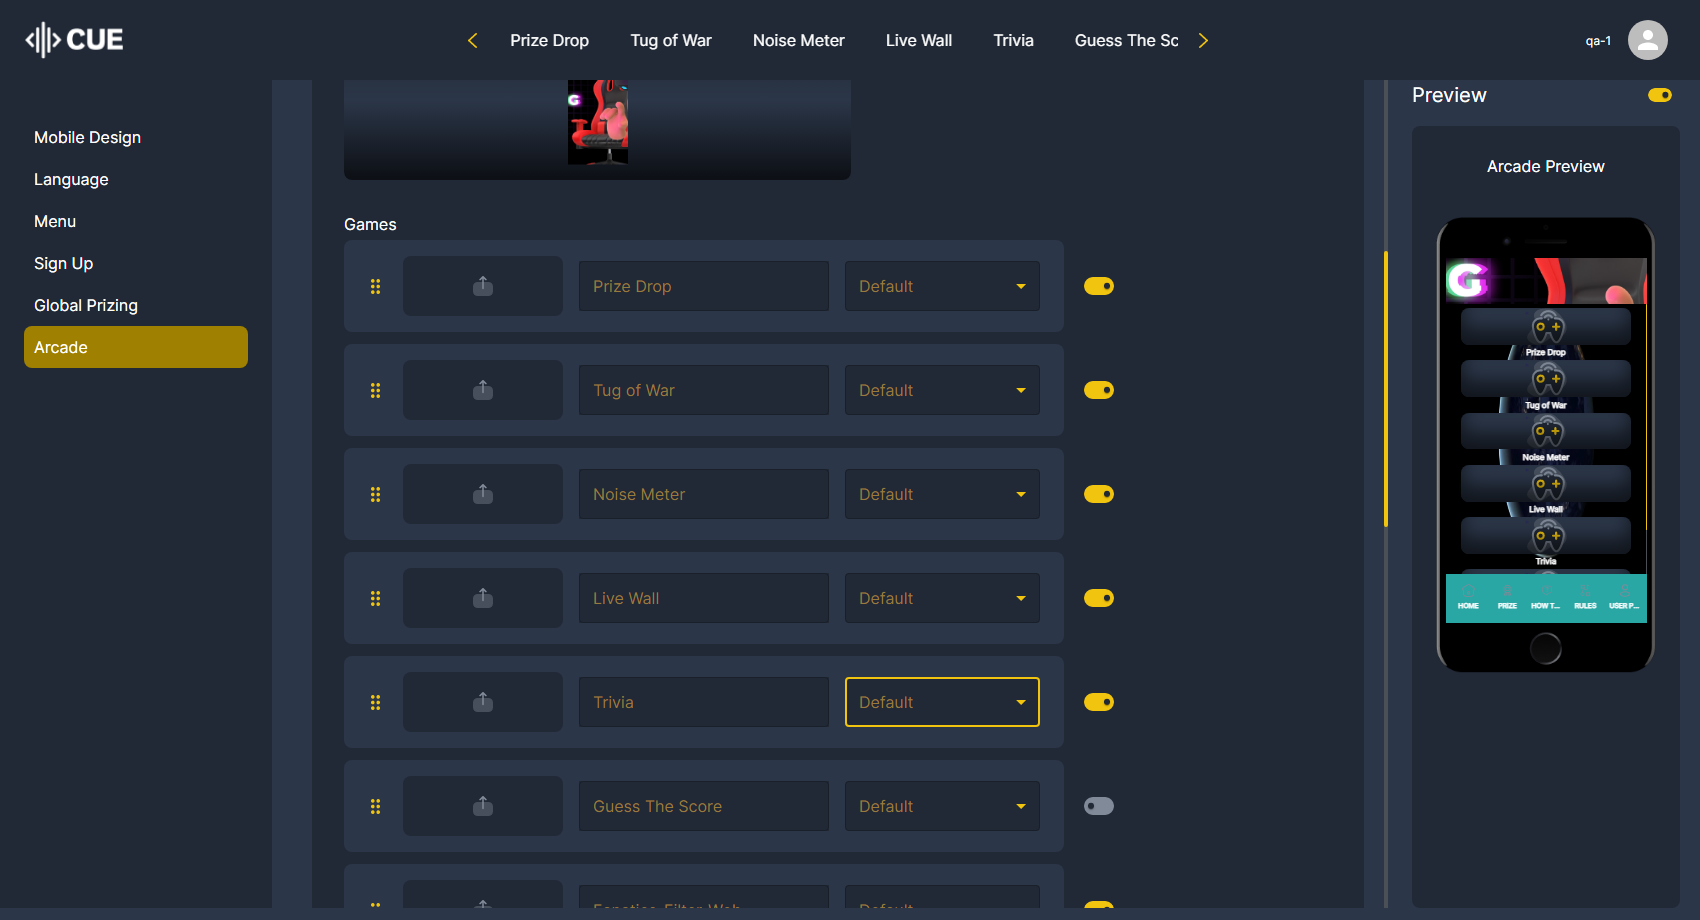 CUE
Prize Drop
Tug of War
Noise Meter
Live Wall
Trivia
Guess The Sc
qa-1
Mobile Design
Language
Menu
Sign Up
Global Prizing
Arcade
G
Games
Prize Drop
Default
Tug of War
Default
Noise Meter
Default
Live Wall
Default
Trivia
Default
Guess The Score
Default
Preview
Arcade Preview
G
Prize Drop
Tug of War
Noise Meter
Live Wall
Trivia
HOME
PRIZE
HOW T...
RULES
USER P...